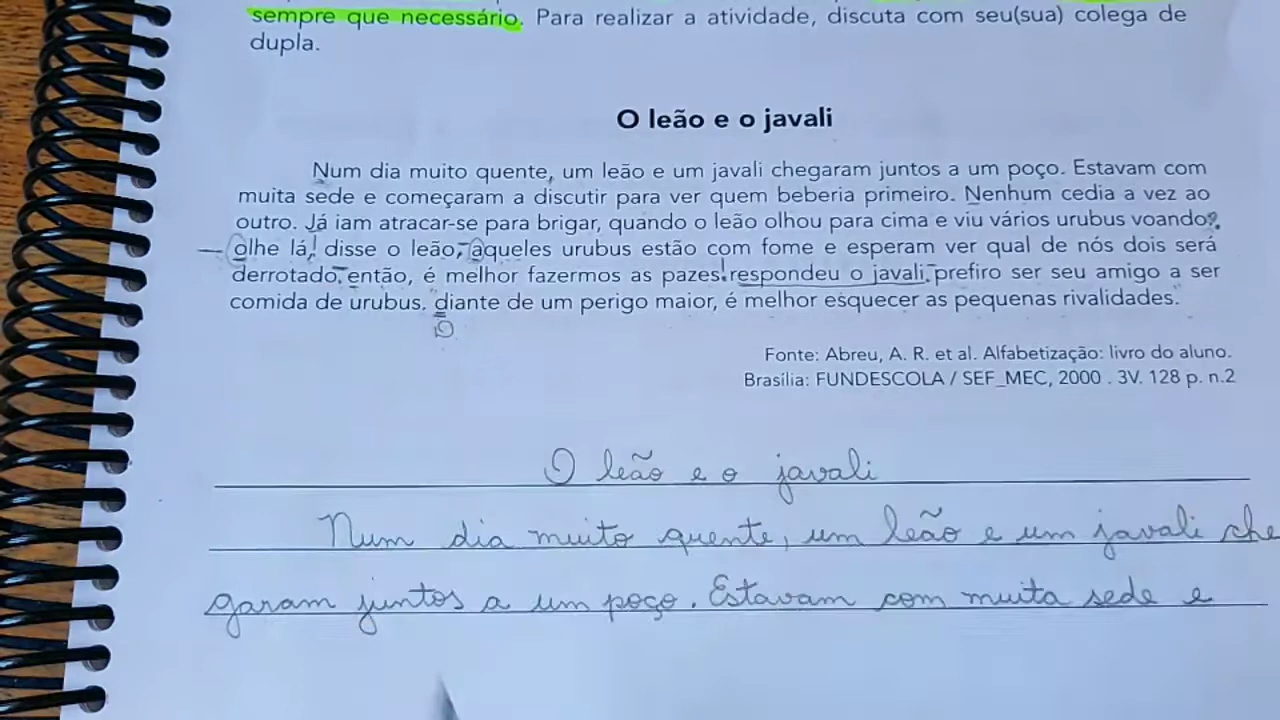 sempre que necessário. Para realizar a atividade, discuta com seu(sua) colega de
dupla.
O leão e o javali
Num dia muito quente, um leão e um javali chegaram juntos a um poço. Estavam com
muita sede e começaram a discutir para ver quem beberia primeiro. Nenhum cedia a vez ao
outro. Já iam atracar-se para brigar, quando o leão olhou para cima e viu vários urubus voando?.
— olhe lá! disse o leão, aqueles urubus estão com fome e esperam ver qual de nós dois será
derrotado. então, é melhor fazermos as pazes! respondeu o javali. prefiro ser seu amigo a ser
comida de urubus. diante de um perigo maior, é melhor esquecer as pequenas rivalidades.
D
Fonte: Abreu, A. R. et al. Alfabetização: livro do aluno.
Brasília: FUNDESCOLA / SEF_MEC, 2000 . 3V. 128 p. n.2
O leão e o javali
Num dia muito quente, um leão e um javali che
garam juntos a um poço. Estavam com muita sede e